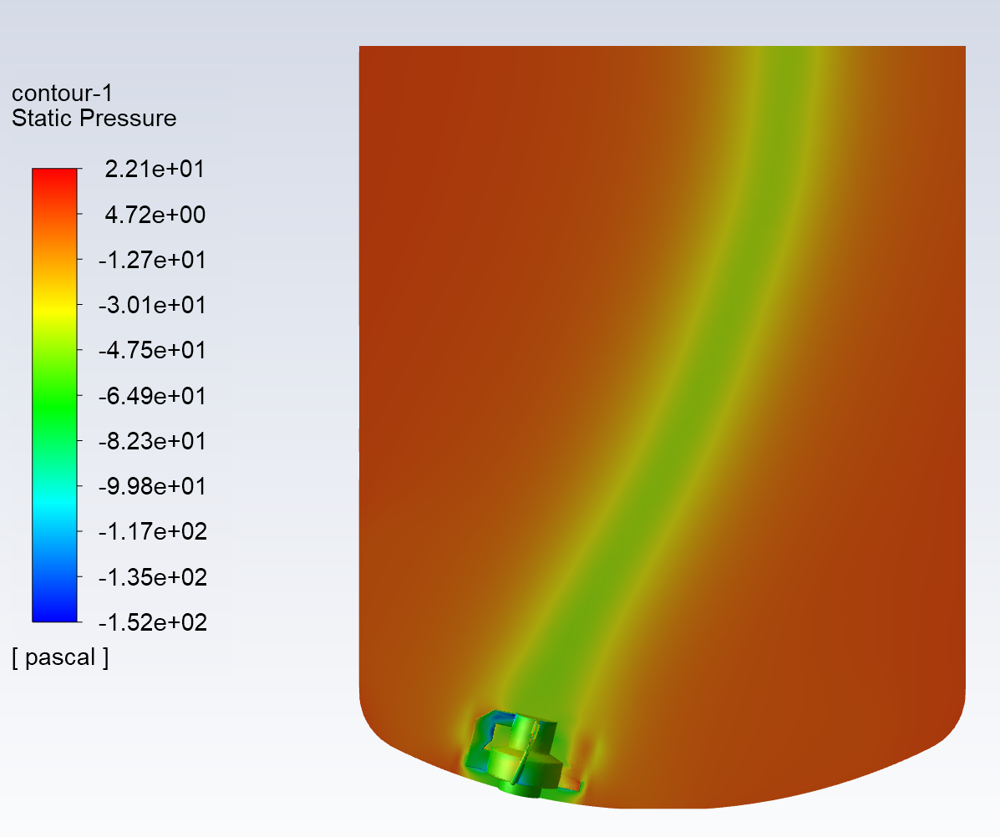 contour-1
Static Pressure
2.21e+01
4.72e+00
-1.27e+01
-3.01e+01
-4.75e+01
-6.49e+01
-8.23e+01
-9.98e+01
-1.17e+02
-1.35e+02
-1.52e+02
[ pascal ]